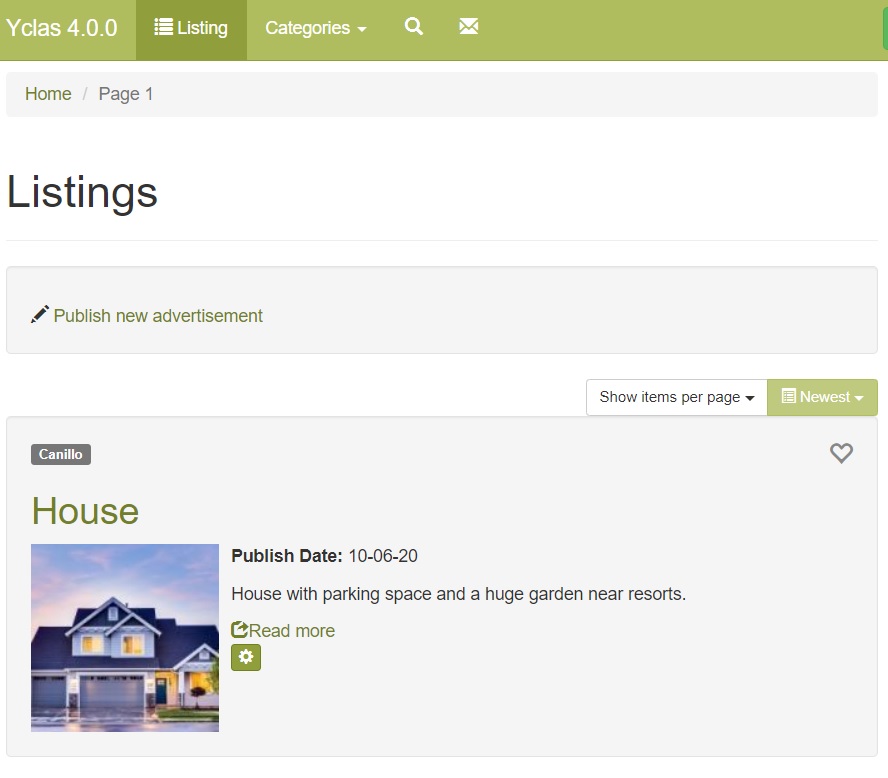 Yclas 4.0.0 Listing Categories
Home / Page 1
Listings
Publish new advertisement
Show items per page Newest
Canillo
House
Publish Date: 10-06-20
House with parking space and a huge garden near resorts.
Read more